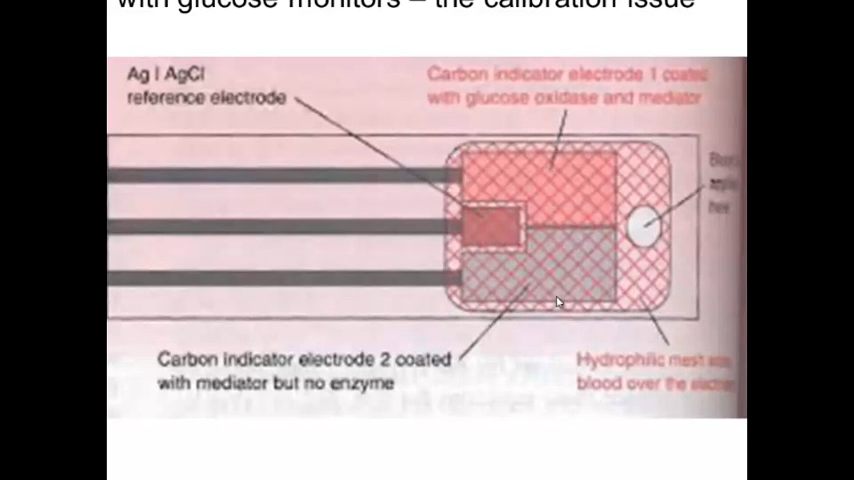 with glucose monitors – the calibration issue
Ag | AgCl
reference electrode
Carbon indicator electrode 1 coated
with glucose oxidase and mediator
Carbon indicator electrode 2 coated
with mediator but no enzyme
Hydrophilic
blood over the